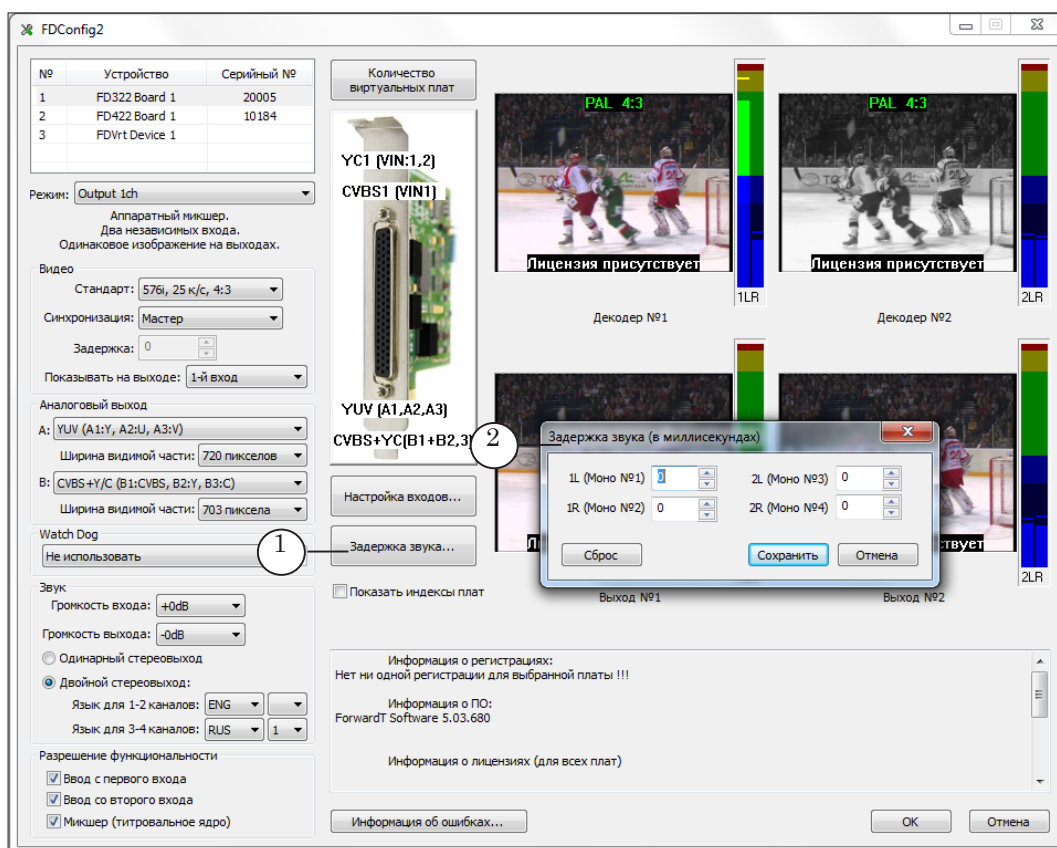 FDConfig2
№ Устройство Серийный №
1 FD322 Board 1 20005
2 FD422 Board 1 10184
3 FDVrt Device 1
Режим: Output 1ch
Аппаратный микшер.
Два независимых входа.
Одинаковое изображение на выходах.
Видео
Стандарт: 576i, 25 к/с, 4:3
Синхронизация: Мастер
Задержка: 0
Показывать на выходе: 1-й вход
Аналоговый выход
A: YUV (A1:Y, A2:U, A3:V)
Ширина видимой части: 720 пикселов
B: CVBS+Y/C (B1:CVBS, B2:Y, B3:C)
Ширина видимой части: 703 пиксела
Watch Dog
Не использовать
Звук
Громкость входа: +0dB
Громкость выхода: -0dB
Одинарный стереовыход
Двойной стереовыход:
Язык для 1-2 каналов: ENG
Язык для 3-4 каналов: RUS 1
Разрешение функциональности
Ввод с первого входа
Ввод со второго входа
Микшер (титровальное ядро)
Количество
виртуальных плат
YC1 (VIN:1,2)
CVBS1 (VIN1)
YUV (A1,A2,A3)
CVBS+YC(B1+B2,3)
Настройка входов...
1
Задержка звука...
Показать индексы плат
PAL 4:3
Лицензия присутствует
1LR
Декодер №1
PAL 4:3
Лицензия присутствует
2LR
Декодер №2
2
Задержка звука (в миллисекундах)
1L (Моно №1) 0 2L (Моно №3) 0
1R (Моно №2) 0 2R (Моно №4) 0
Сброс Сохранить Отмена
2LR
Выход №1
Выход №2
Информация о регистрациях:
Нет ни одной регистрации для выбранной платы !!!
Информация о ПО:
ForwardT Software 5.03.680
Информация о лицензиях (для всех плат)
Информация об ошибках...
OK
Отмена